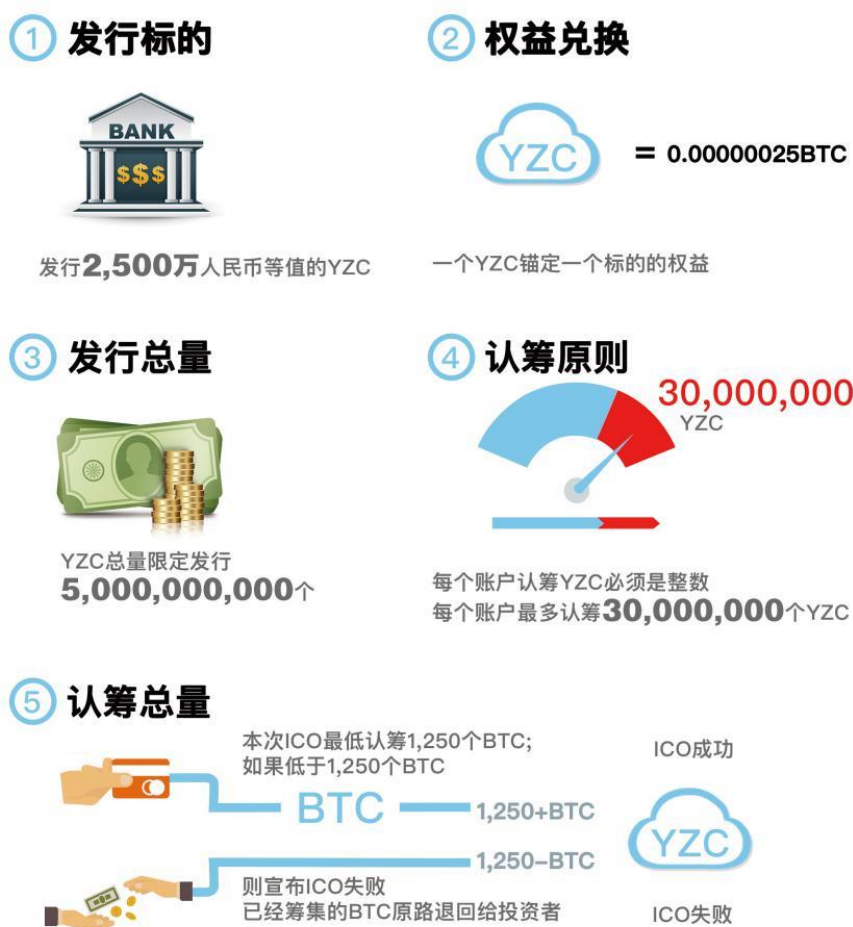 ① 发行标的
② 权益兑换
BANK
$$$
YZC
= 0.00000025BTC
发行2,500万人民币等值的YZC
一个YZC锚定一个标的的权益
③ 发行总量
④ 认筹原则
30,000,000
YZC
YZC总量限定发行
5,000,000,000个
每个账户认筹YZC必须是整数
每个账户最多认筹30,000,000个YZC
⑤ 认筹总量
本次ICO最低认筹1,250个BTC;
如果低于1,250个BTC
ICO成功
BTC
1,250+BTC
YZC
1,250–BTC
则宣布ICO失败
已经筹集的BTC原路退回给投资者
ICO失败